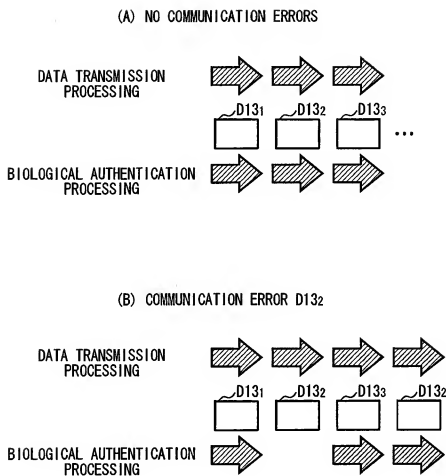 (A) NO COMMUNICATION ERRORS
DATA TRANSMISSION
PROCESSING
D13₁ D13₂ D13₃ ...
BIOLOGICAL AUTHENTICATION
PROCESSING
(B) COMMUNICATION ERROR D13₂
DATA TRANSMISSION
PROCESSING
D13₁ D13₂ D13₃ D13₂
BIOLOGICAL AUTHENTICATION
PROCESSING